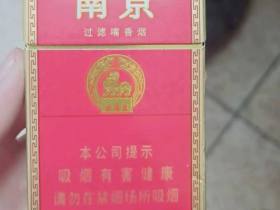 南京
过滤嘴香烟
本公司提示
吸烟有害健康
请勿在禁烟场所吸烟